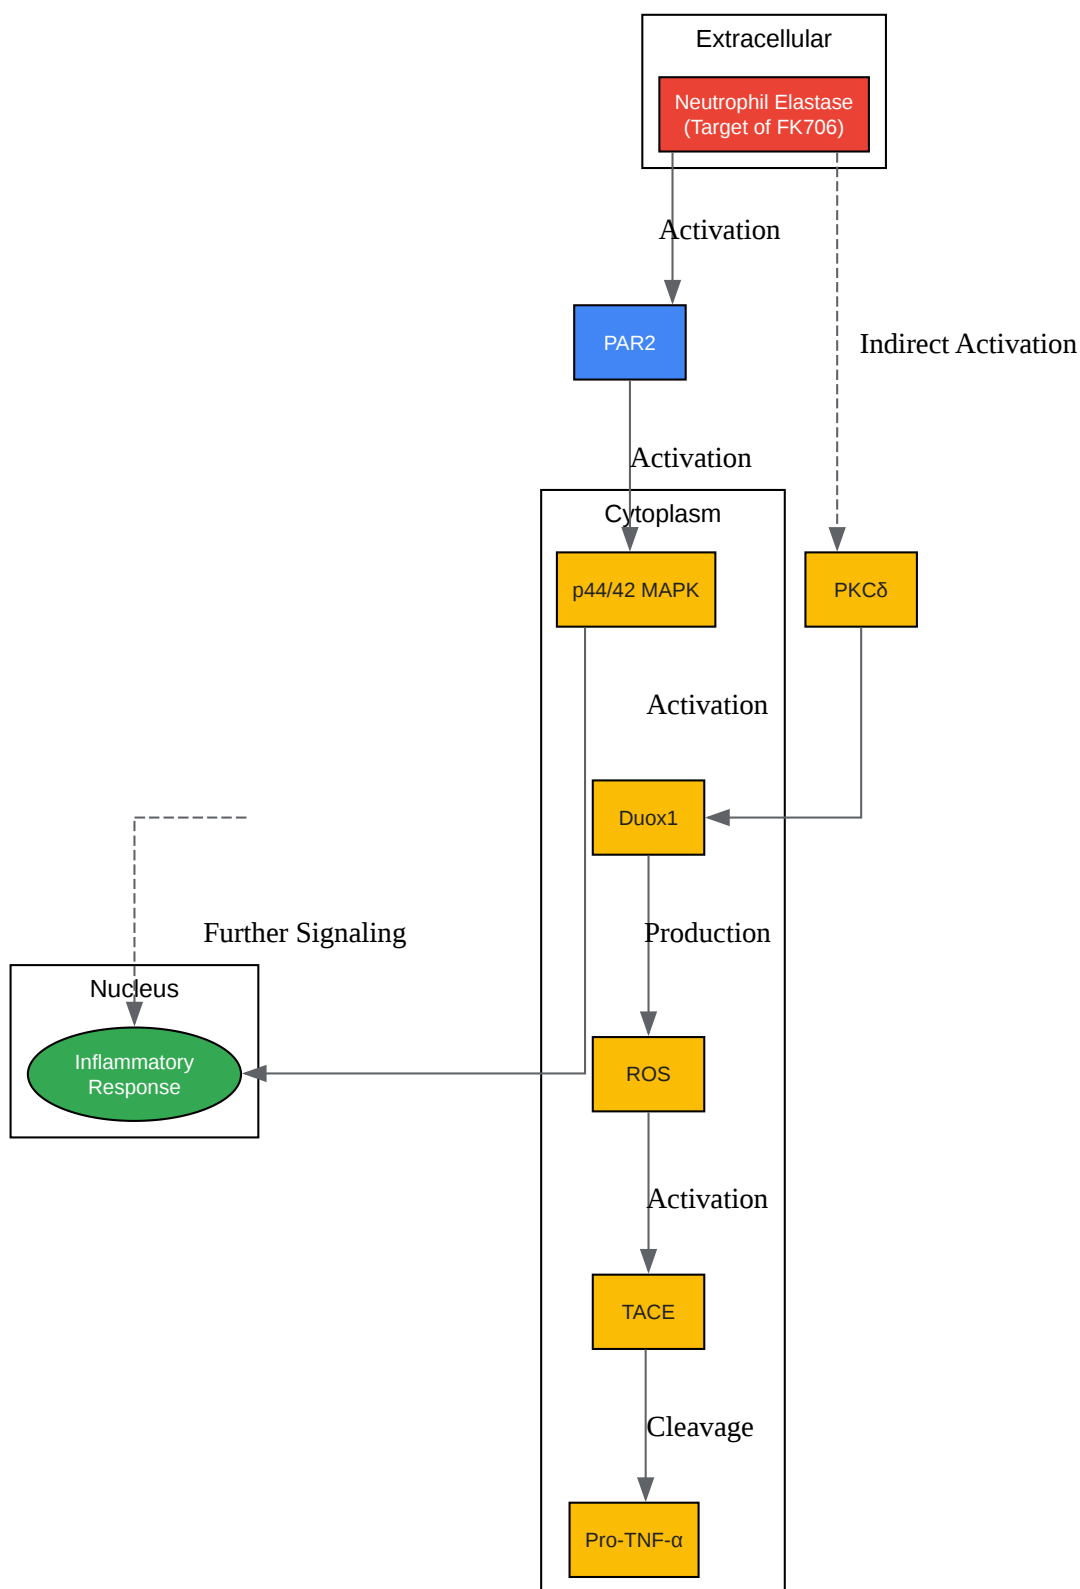 Extracellular
Neutrophil Elastase
(Target of FK706)
Activation
PAR2
Indirect Activation
Activation
Cytoplasm
p44/42 MAPK
PKCδ
Activation
Duox1
Further Signaling
Production
Nucleus
Inflammatory
Response
ROS
Activation
TACE
Cleavage
Pro-TNF-α